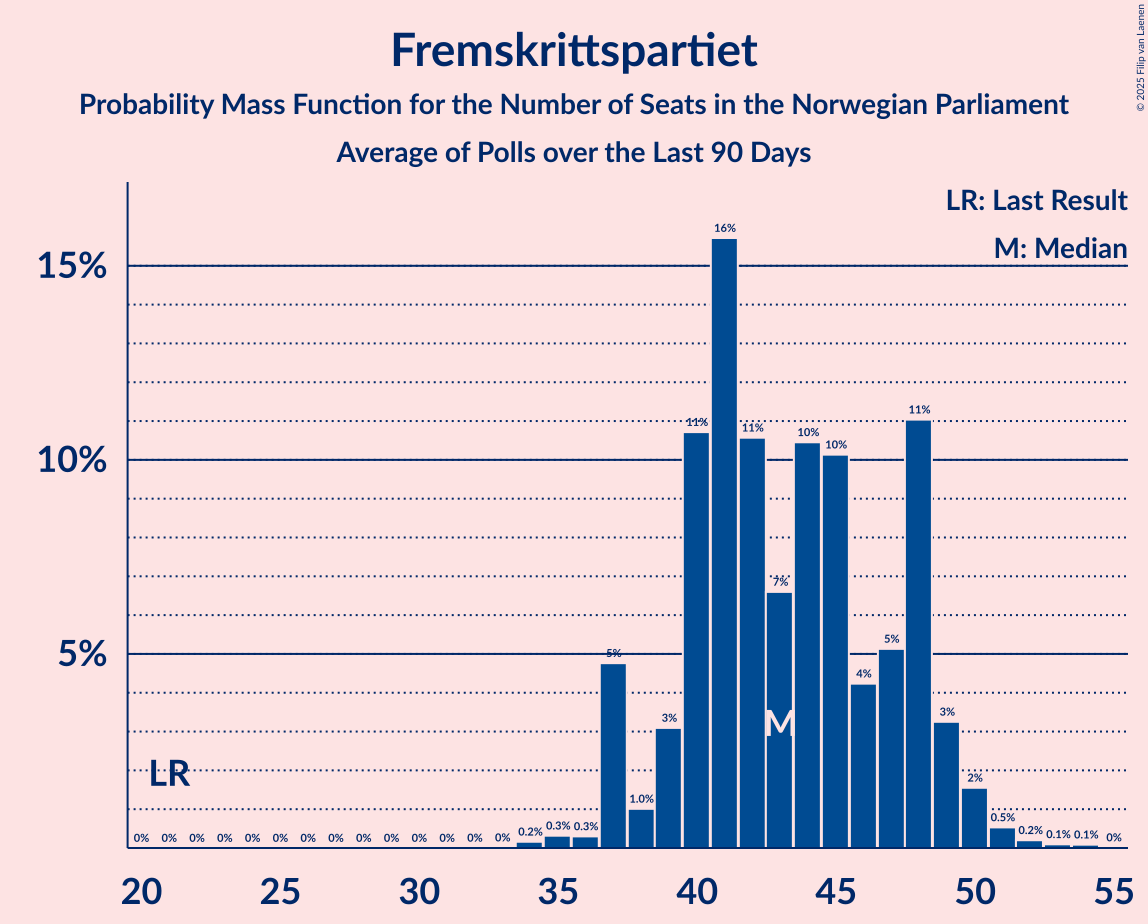 © 2025 Filip van Laenen
Fremskrittspartiet
Probability Mass Function for the Number of Seats in the Norwegian Parliament
Average of Polls over the Last 90 Days
LR: Last Result
M: Median
15%
10%
5%
0% 0% 0% 0% 0% 0% 0% 0% 0% 0% 0% 0% 0% 0% 0.2% 0.3% 0.3% 5% 1.0% 3% 11% 16% 11% 7% 10% 10% 4% 5% 11% 3% 2% 0.5% 0.2% 0.1% 0.1% 0%
LR
M
20 25 30 35 40 45 50 55